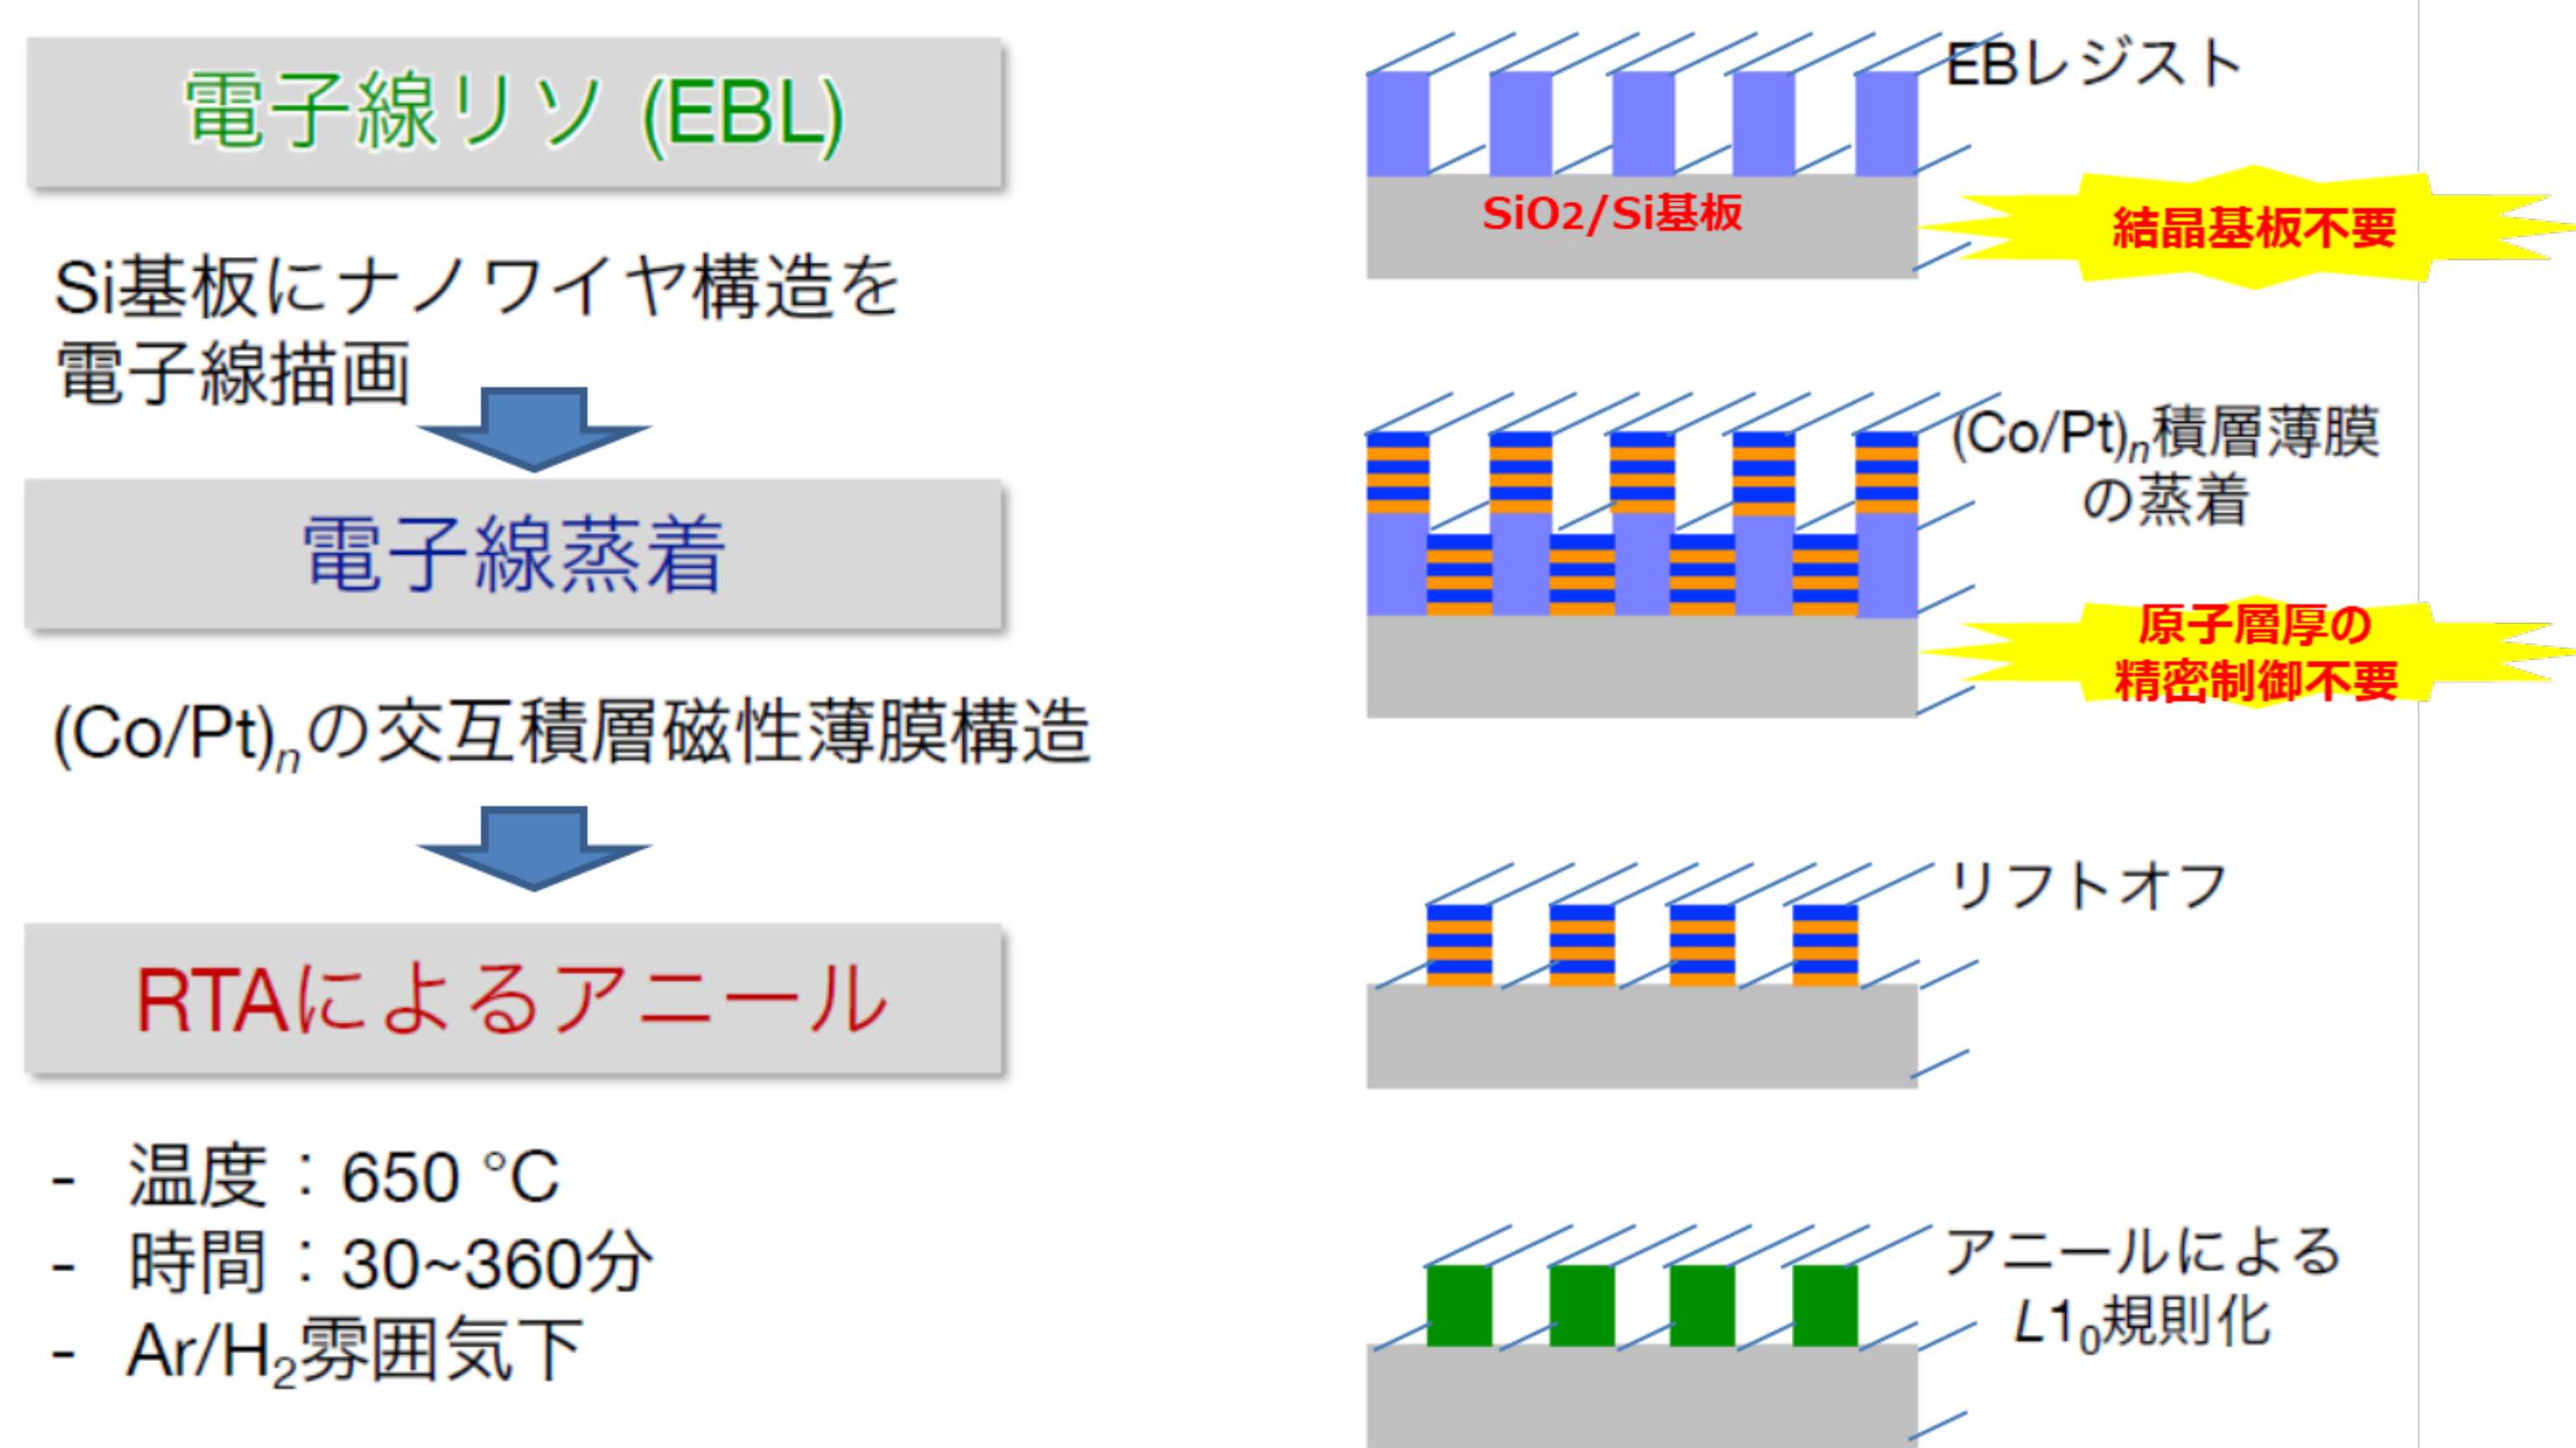 電子線リソ (EBL)
Si基板にナノワイヤ構造を
電子線描画
電子線蒸着
(Co/Pt)nの交互積層磁性薄膜構造
RTAによるアニール
- 温度：650 °C
- 時間：30~360分
- Ar/H2雰囲気下
EBレジスト
SiO2/Si基板
結晶基板不要
(Co/Pt)n積層薄膜
の蒸着
原子層厚の
精密制御不要
リフトオフ
アニールによる
L10規則化